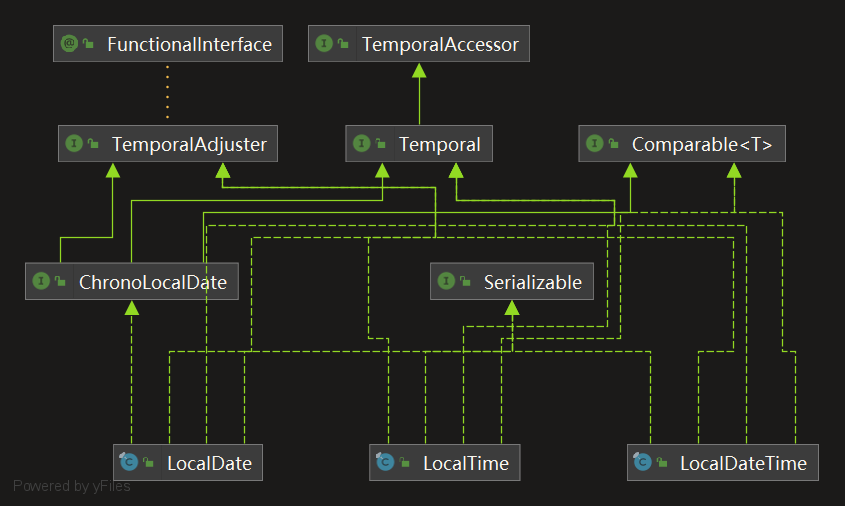 FunctionalInterface
TemporalAccessor
TemporalAdjuster
Temporal
Comparable<T>
ChronoLocalDate
Serializable
LocalDate
LocalTime
LocalDateTime
Powered by yFiles